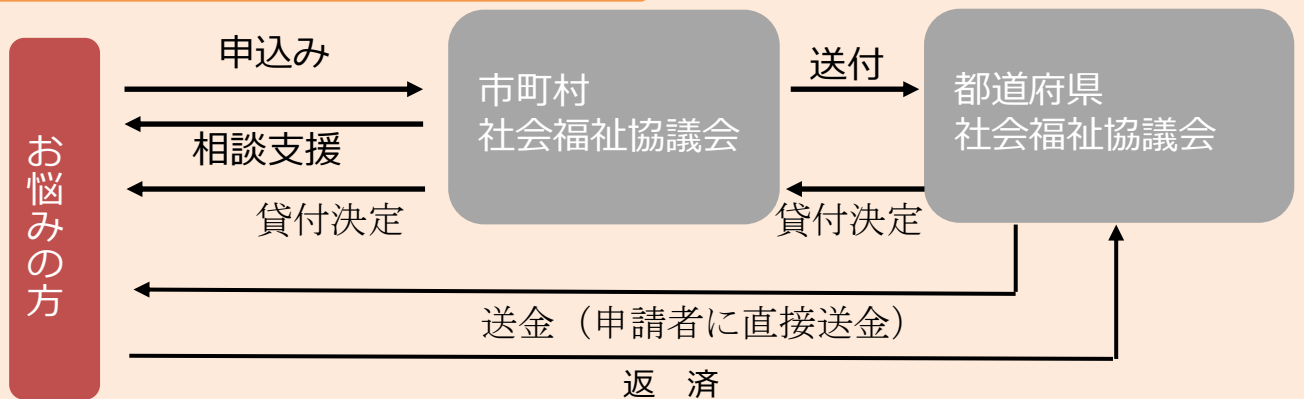 お悩みの方
申込み
相談支援
貸付決定
市町村
社会福祉協議会
送付
貸付決定
都道府県
社会福祉協議会
送金（申請者に直接送金）
返　済